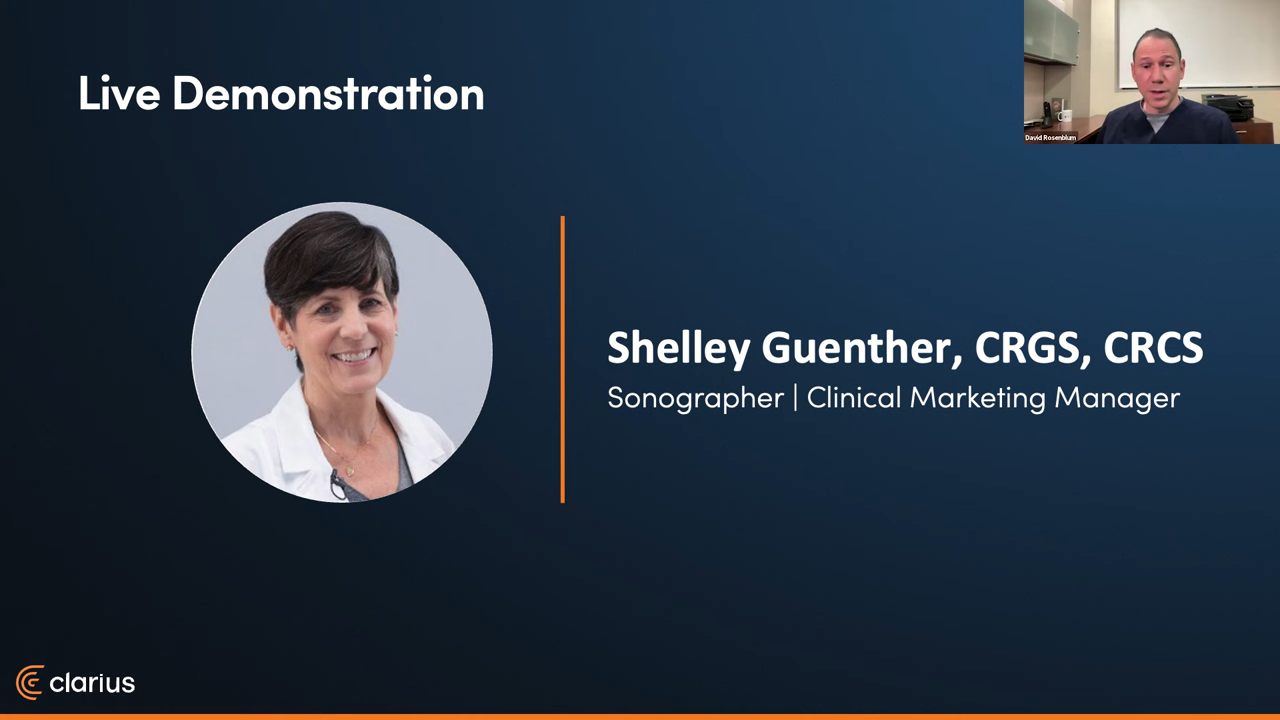 Live Demonstration
David Rosenblum
Shelley Guenther, CRGS, CRCS
Sonographer | Clinical Marketing Manager
clarius